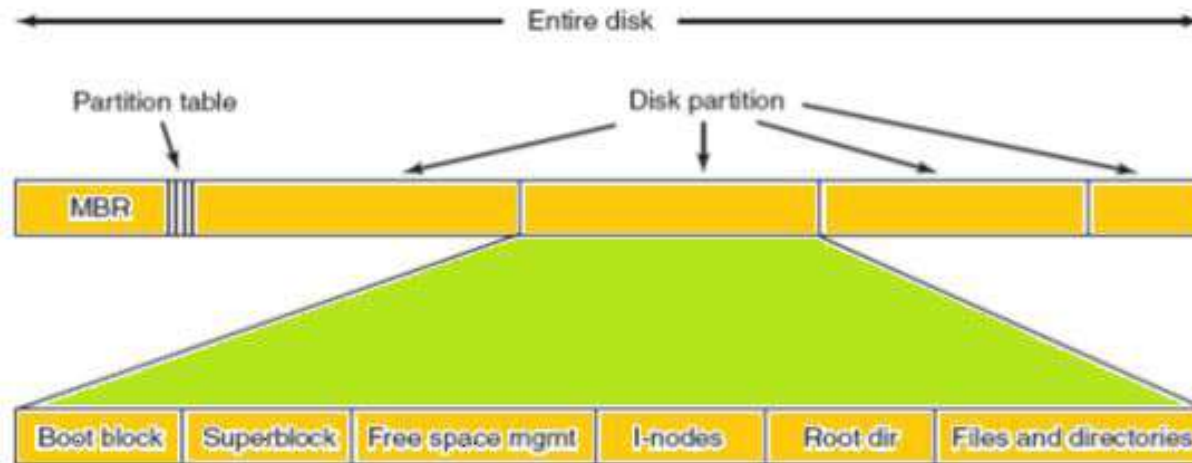 Entire disk
Partition table
Disk partition
MBR
Boot block
Superblock
Free space mgmt
I-nodes
Root dir
Files and directories